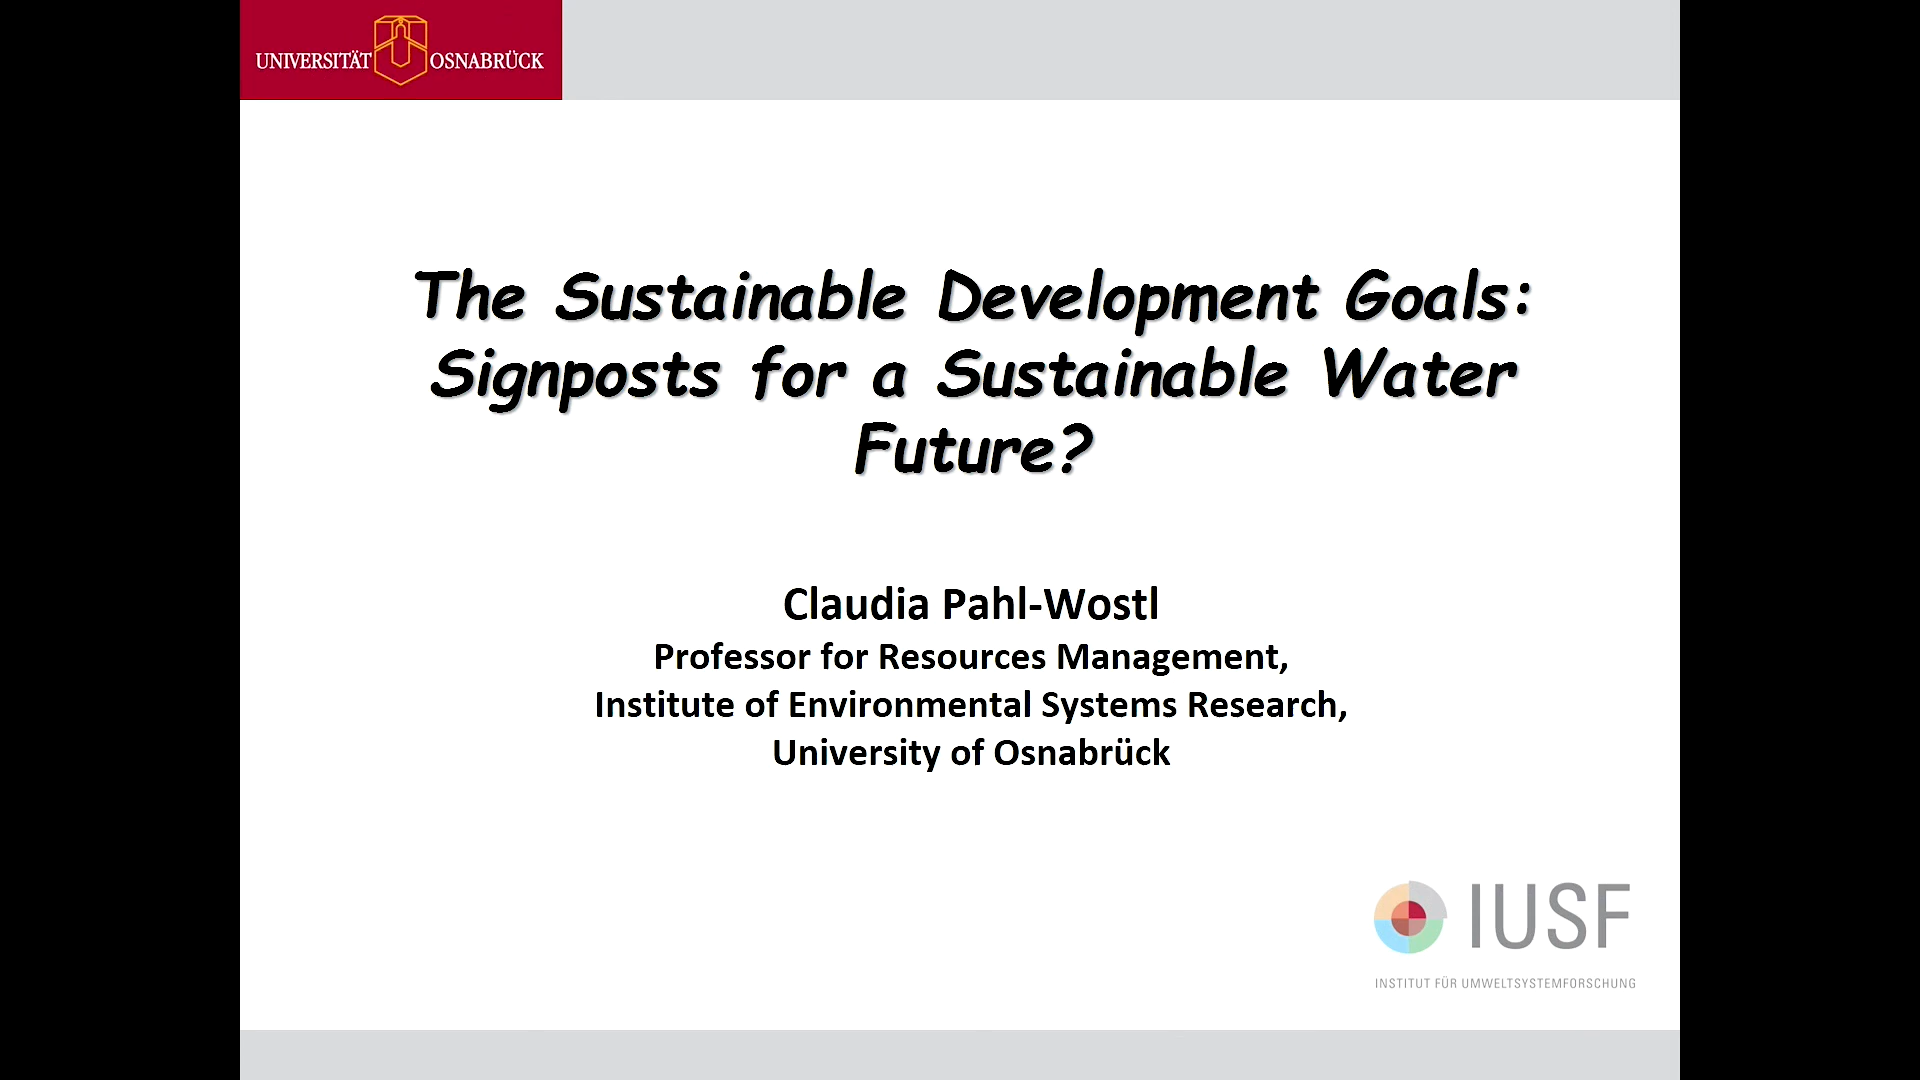 UNIVERSITÄT OSNABRÜCK
The Sustainable Development Goals:
Signposts for a Sustainable Water
Future?
Claudia Pahl-Wostl
Professor for Resources Management,
Institute of Environmental Systems Research,
University of Osnabrück
IUSF
INSTITUT FÜR UMWELTSYSTEMFORSCHUNG